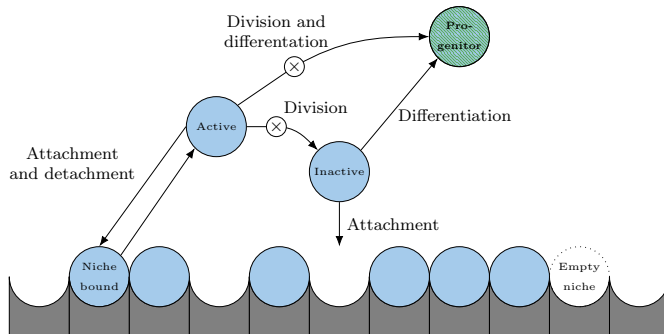 Division and
differentation
Pro-
genitor
Division
Active
Differentiation
Attachment
and detachment
Inactive
Attachment
Niche
bound
Empty
niche